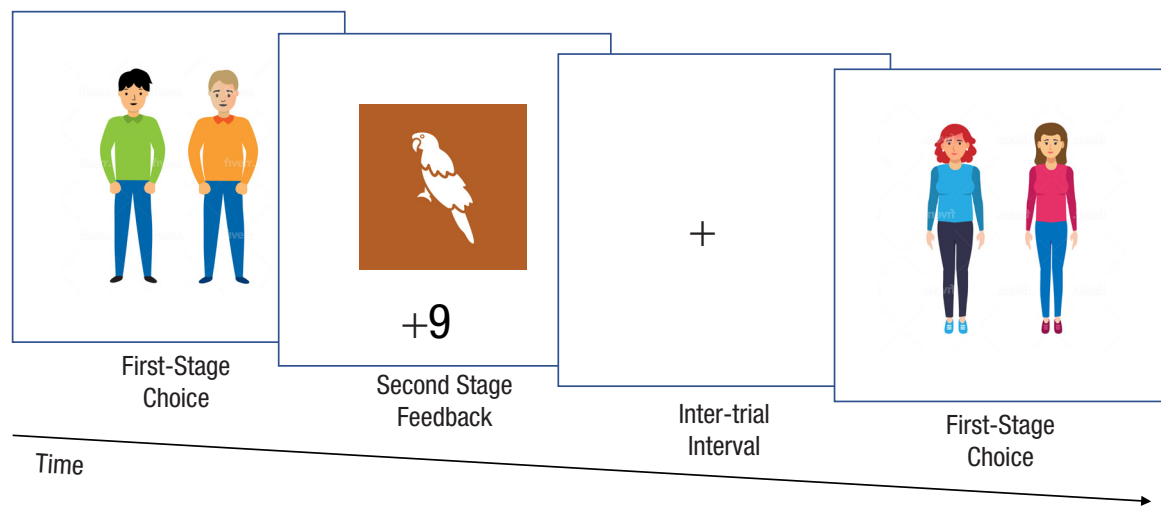 First-Stage
Choice
+9
Second Stage
Feedback
+
Inter-trial
Interval
First-Stage
Choice
Time